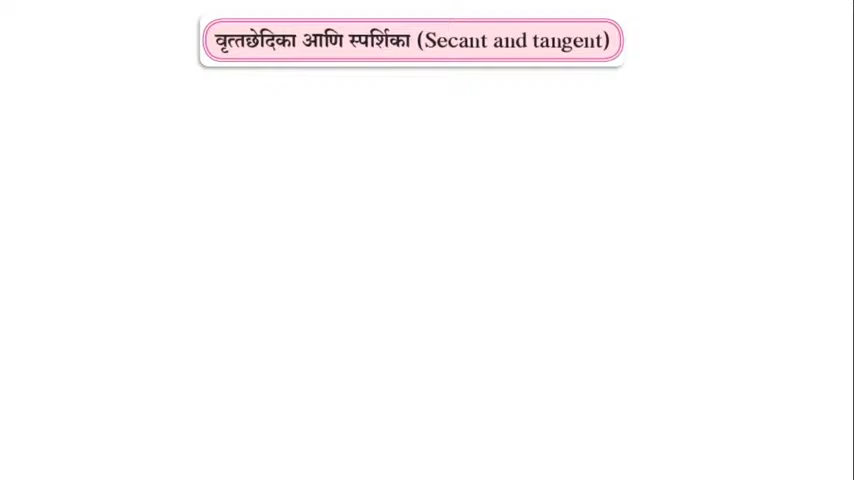 वृत्तछेदिका आणि स्पर्शिका (Secant and tangent)